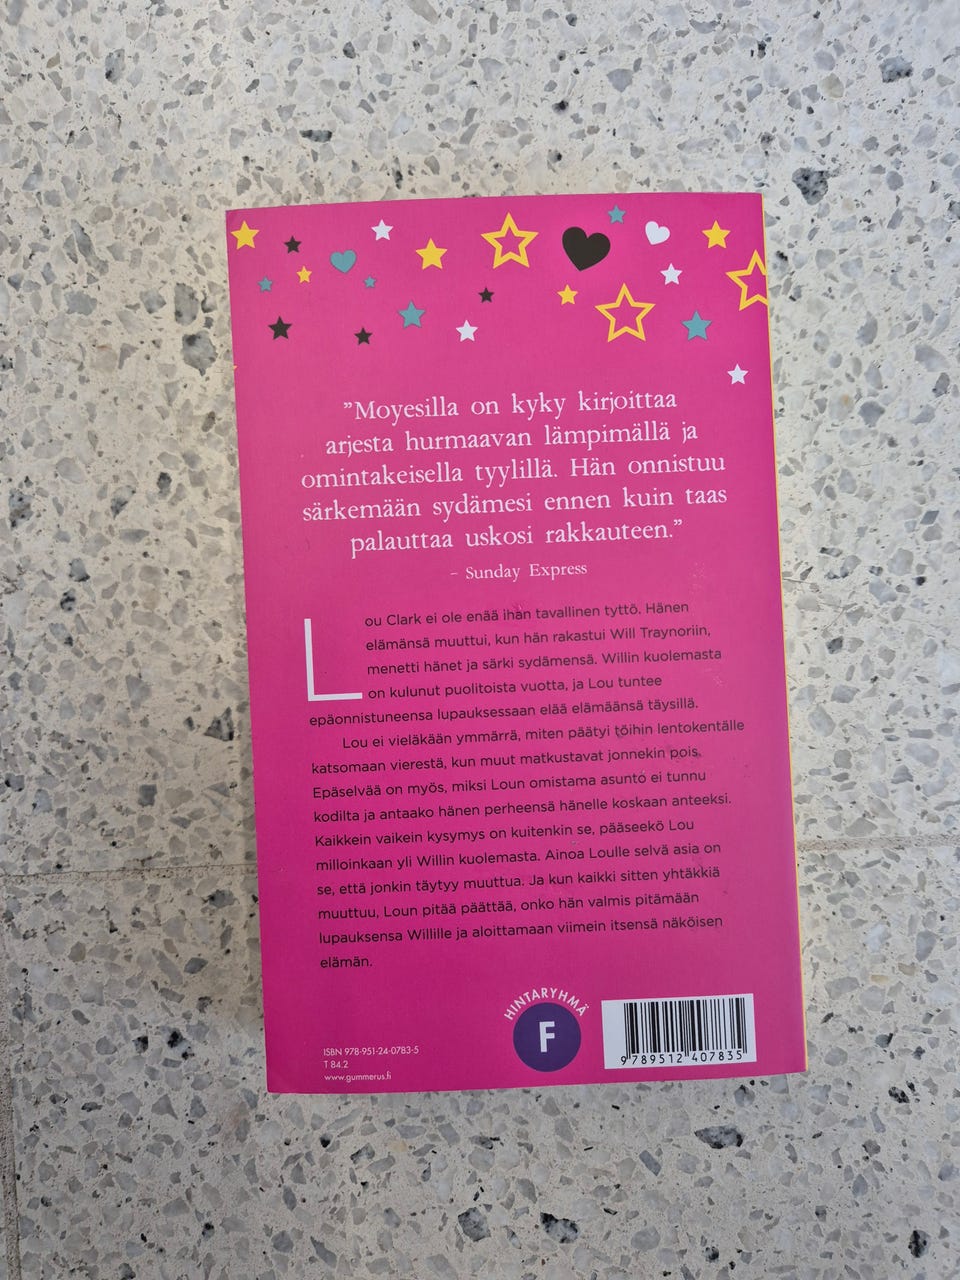 ”Moyesilla on kyky kirjoittaa
arjesta hurmaavan lämpimällä ja
omintakeisella tyylillä. Hän onnistuu
särkemään sydämesi ennen kuin taas
palauttaa uskosi rakkauteen.”
– Sunday Express
Lou Clark ei ole enää ihan tavallinen tyttö. Hänen
elämänsä muuttui, kun hän rakastui Will Traynoriin,
menetti hänet ja särki sydämensä. Willin kuolemasta
on kulunut puolitoista vuotta, ja Lou tuntee
epäonnistuneensa lupauksessaan elää elämäänsä täysillä.
Lou ei vieläkään ymmärrä, miten päätyi töihin lentokentälle
katsomaan vierestä, kun muut matkustavat jonnekin pois.
Epäselvää on myös, miksi Loun omistama asunto ei tunnu
kodilta ja antaako hänen perheensä hänelle koskaan anteeksi.
Kaikkein vaikein kysymys on kuitenkin se, pääseekö Lou
milloinkaan yli Willin kuolemasta. Ainoa Loulle selvä asia on
se, että jonkin täytyy muuttua. Ja kun kaikki sitten yhtäkkiä
muuttuu, Loun pitää päättää, onko hän valmis pitämään
lupauksensa Willille ja aloittamaan viimein itsensä näköisen
elämän.
HINTARYHMÄ
F
ISBN 978-951-24-0783-5
T 84.2
www.gummerus.fi
9 789512 407835